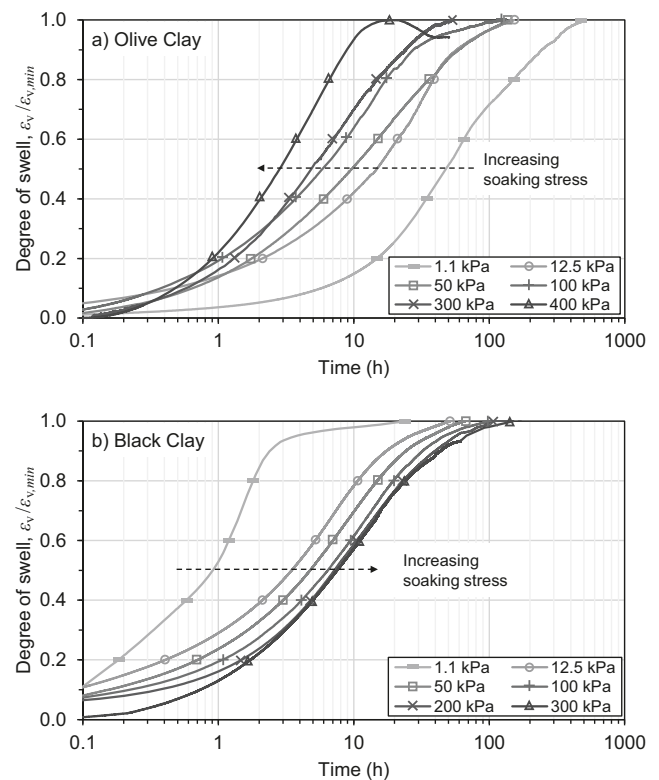 a) Olive Clay
Degree of swell, εv/εv,min
1.0
0.8
0.6
0.4
0.2
0.0
Increasing
soaking stress
1.1 kPa 12.5 kPa
50 kPa 100 kPa
300 kPa 400 kPa
0.1 1 10 100 1000
Time (h)
b) Black Clay
Degree of swell, εv/εv,min
1.0
0.8
0.6
0.4
0.2
0.0
Increasing
soaking stress
1.1 kPa 12.5 kPa
50 kPa 100 kPa
200 kPa 300 kPa
0.1 1 10 100 1000
Time (h)